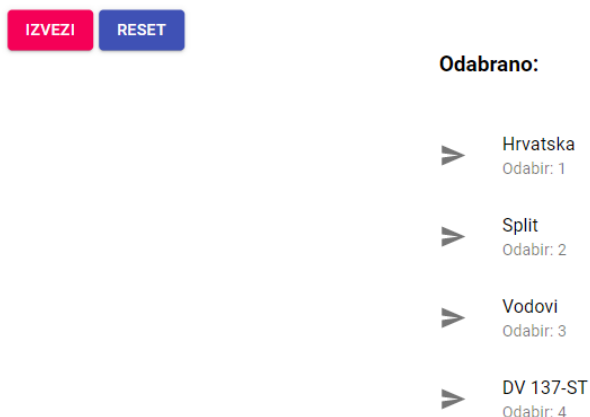 IZVEZI RESET
Odabrano:
Hrvatska
Odabir: 1
Split
Odabir: 2
Vodovi
Odabir: 3
DV 137-ST
Odabir: 4